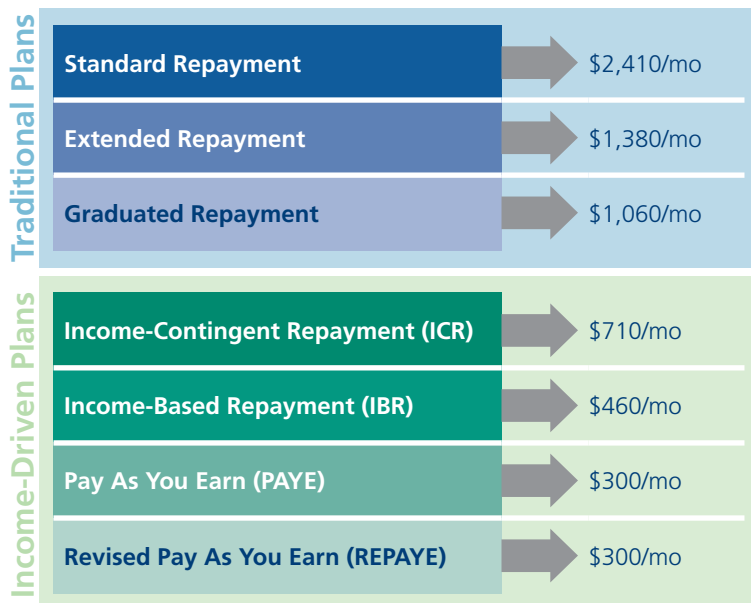 Traditional Plans
Standard Repayment $2,410/mo
Extended Repayment $1,380/mo
Graduated Repayment $1,060/mo
Income-Driven Plans
Income-Contingent Repayment (ICR) $710/mo
Income-Based Repayment (IBR) $460/mo
Pay As You Earn (PAYE) $300/mo
Revised Pay As You Earn (REPAYE) $300/mo